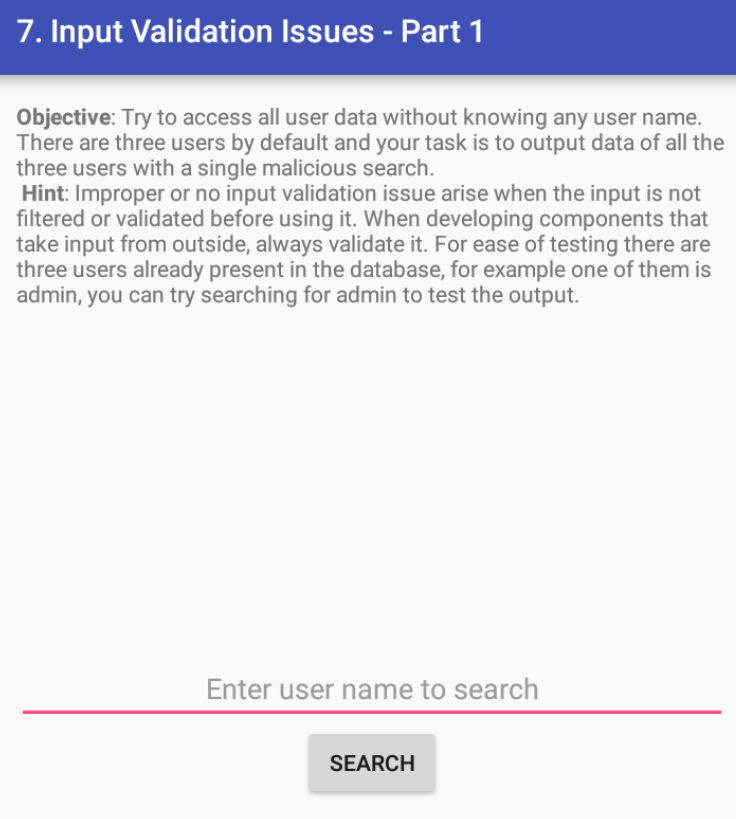 7. Input Validation Issues - Part 1
Objective: Try to access all user data without knowing any user name.
There are three users by default and your task is to output data of all the
three users with a single malicious search.
Hint: Improper or no input validation issue arise when the input is not
filtered or validated before using it. When developing components that
take input from outside, always validate it. For ease of testing there are
three users already present in the database, for example one of them is
admin, you can try searching for admin to test the output.
Enter user name to search
SEARCH